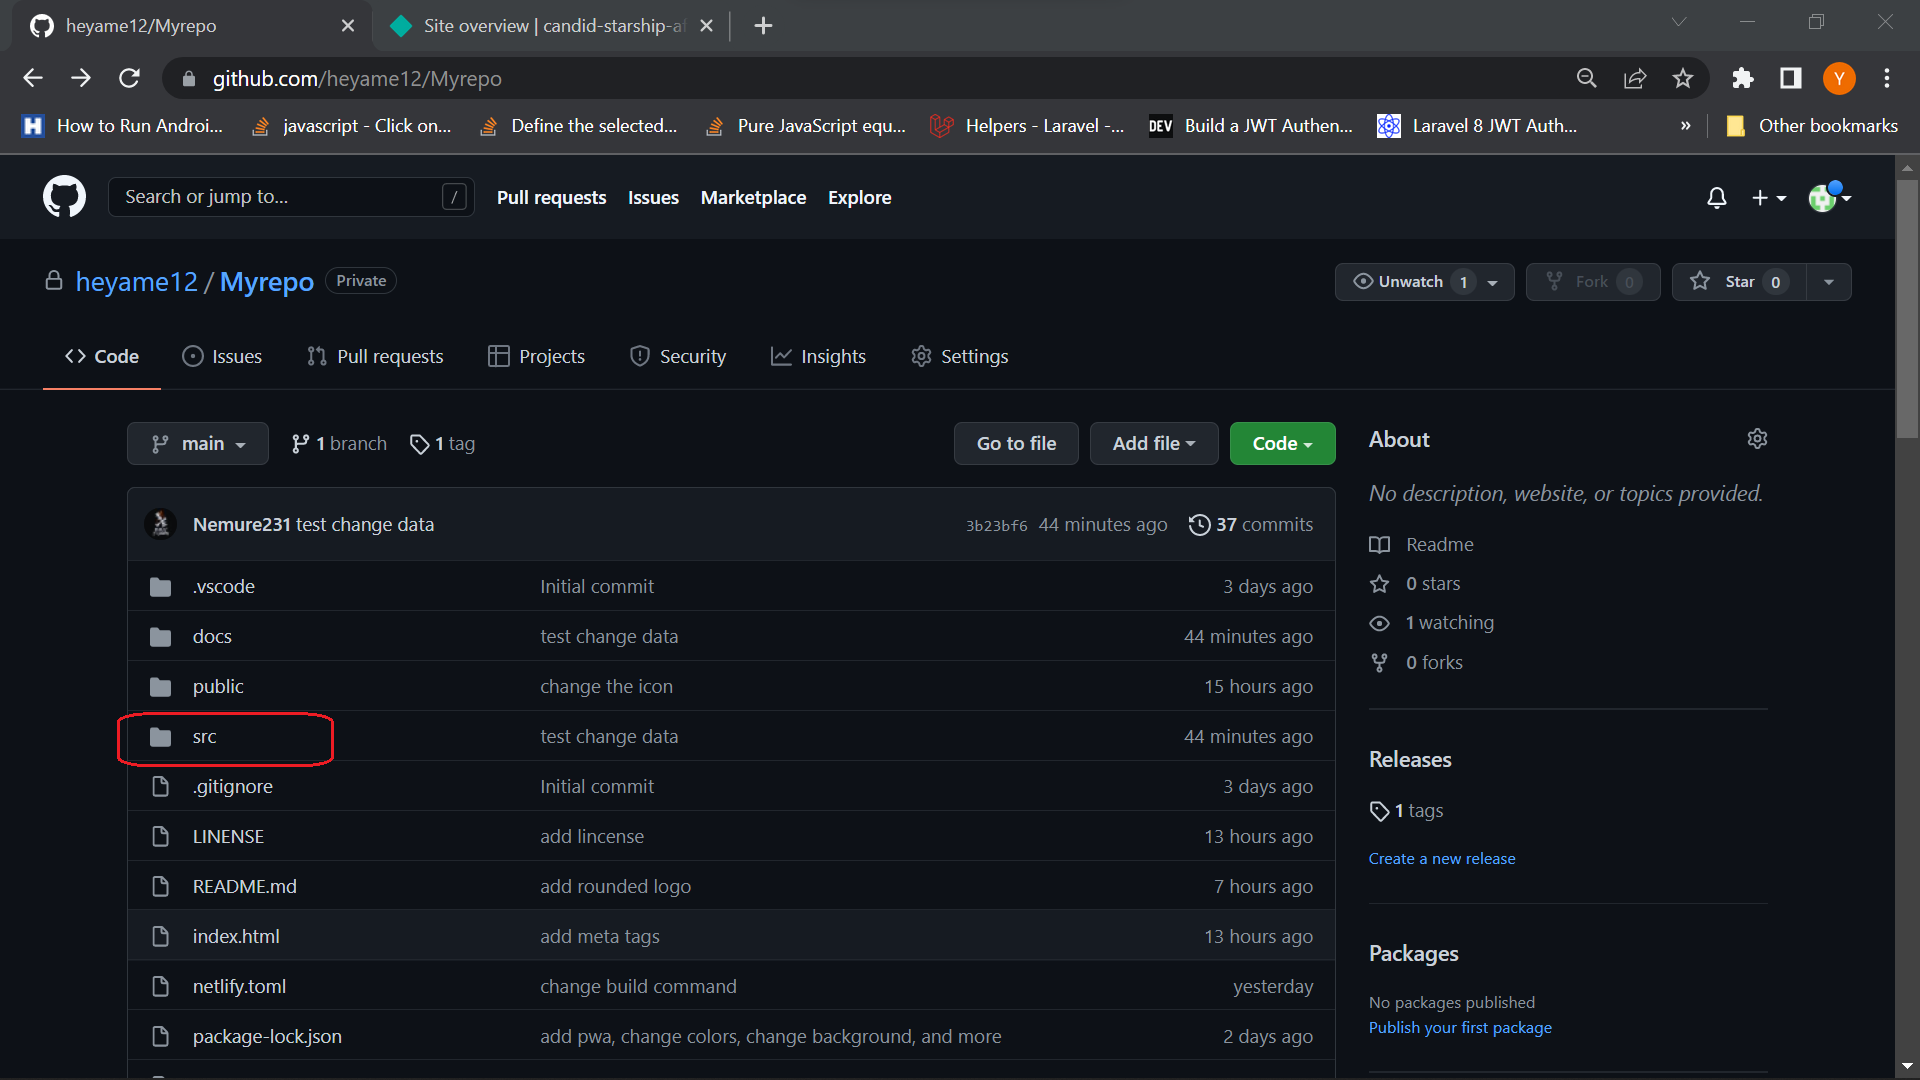 heyame12/Myrepo
Site overview | candid-starship-a
github.com/heyame12/Myrepo
Y
H How to Run Androi...
javascript - Click on...
Define the selected...
Pure JavaScript equ...
Helpers - Laravel -...
DEV Build a JWT Authen...
Laravel 8 JWT Auth...
»
Other bookmarks
Search or jump to... /
Pull requests
Issues
Marketplace
Explore
heyame12 / Myrepo Private
Unwatch 1
Fork 0
Star 0
Code
Issues
Pull requests
Projects
Security
Insights
Settings
main
1 branch
1 tag
Go to file
Add file
Code
Nemure231 test change data 3b23bf6 44 minutes ago 37 commits
.vscode Initial commit 3 days ago
docs test change data 44 minutes ago
public change the icon 15 hours ago
src test change data 44 minutes ago
.gitignore Initial commit 3 days ago
LINENSE add lincense 13 hours ago
README.md add rounded logo 7 hours ago
index.html add meta tags 13 hours ago
netlify.toml change build command yesterday
package-lock.json add pwa, change colors, change background, and more 2 days ago
About
No description, website, or topics provided.
Readme
0 stars
1 watching
0 forks
Releases
1 tags
Create a new release
Packages
No packages published
Publish your first package